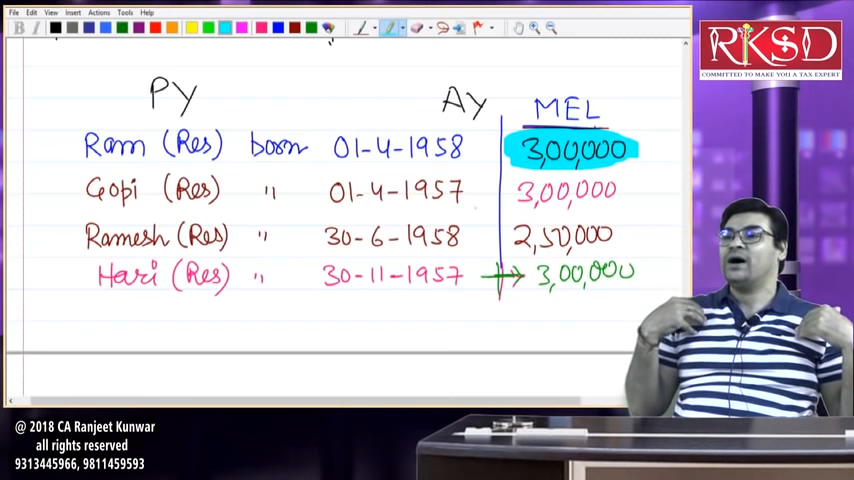 File Edit View Insert Actions Tools Help
B I
RKSD
COMMITTED TO MAKE YOU A TAX EXPERT
PY AY MEL
Ram (Res) born 01-4-1958 3,00,000
Gopi (Res) " 01-4-1957 3,00,000
Ramesh (Res) " 30-6-1958 2,50,000
Hari (Res) " 30-11-1957 → 3,00,000
@ 2018 CA Ranjeet Kunwar
all rights reserved
9313445966, 9811459593